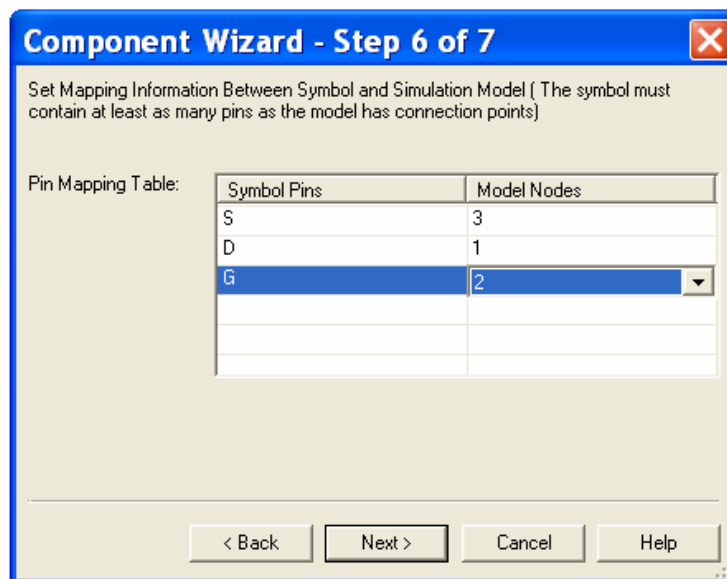 Component Wizard - Step 6 of 7
Set Mapping Information Between Symbol and Simulation Model ( The symbol must
contain at least as many pins as the model has connection points)
Pin Mapping Table:
Symbol Pins Model Nodes
S 3
D 1
G 2
< Back Next > Cancel Help